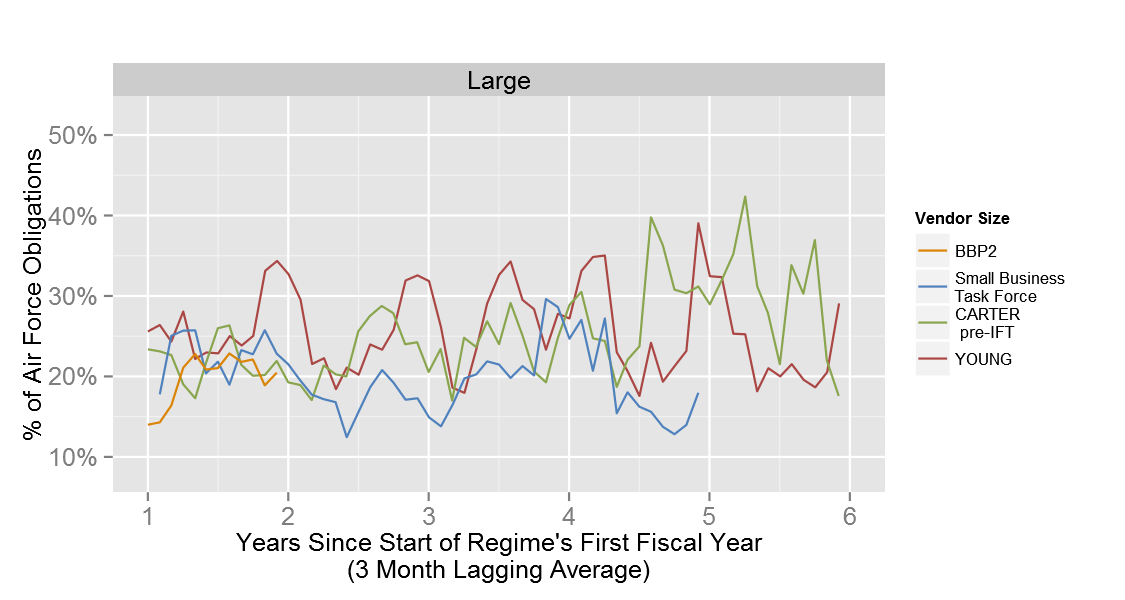 Large
% of Air Force Obligations
50%
40%
30%
20%
10%
1 2 3 4 5 6
Years Since Start of Regime's First Fiscal Year
(3 Month Lagging Average)
Vendor Size
BBP2
Small Business
Task Force
CARTER
pre-IFT
YOUNG